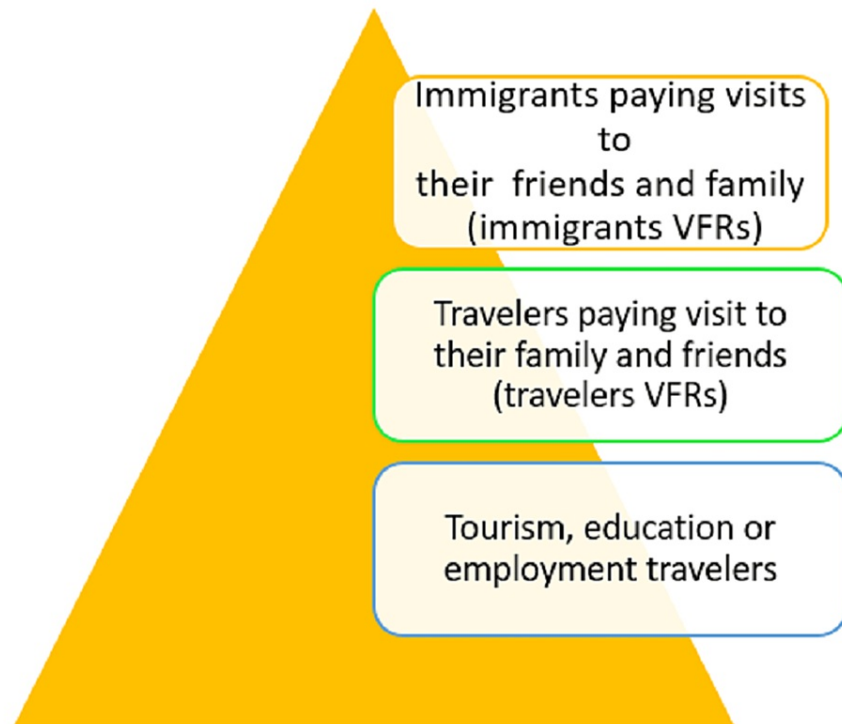 Immigrants paying visits
to
their friends and family
(immigrants VFRs)
Travelers paying visit to
their family and friends
(travelers VFRs)
Tourism, education or
employment travelers